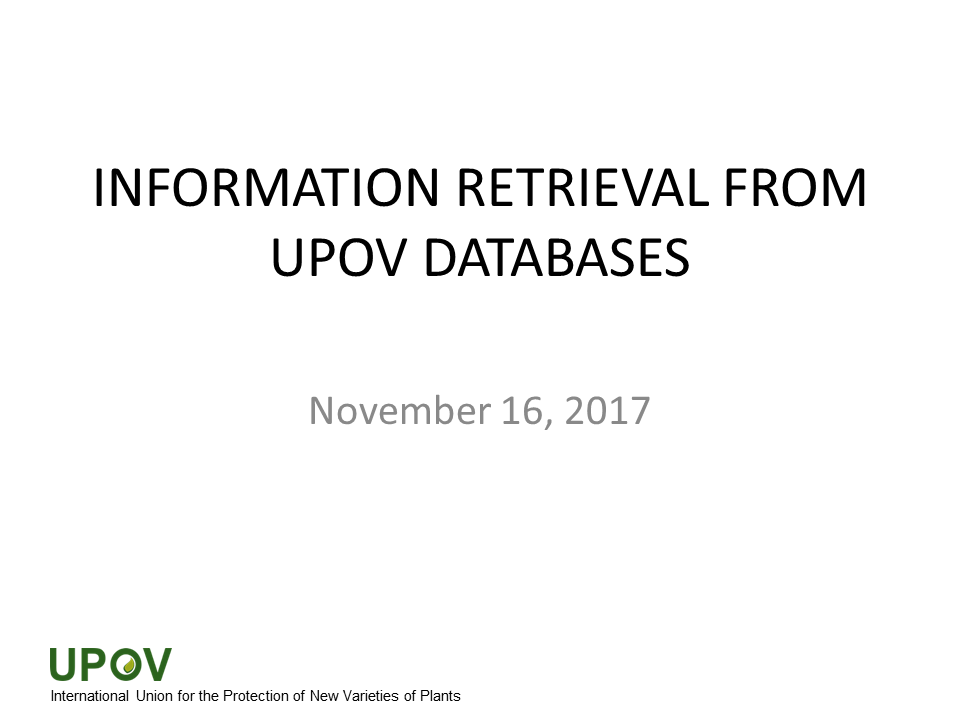 INFORMATION RETRIEVAL FROM
UPOV DATABASES
November 16, 2017
UPOV
International Union for the Protection of New Varieties of Plants